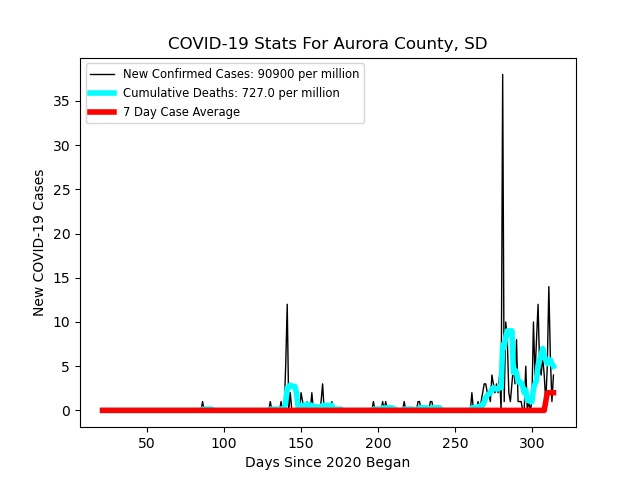 COVID-19 Stats For Aurora County, SD
New Confirmed Cases: 90900 per million
Cumulative Deaths: 727.0 per million
7 Day Case Average
New COVID-19 Cases
35
30
25
20
15
10
5
0
50 100 150 200 250 300
Days Since 2020 Began